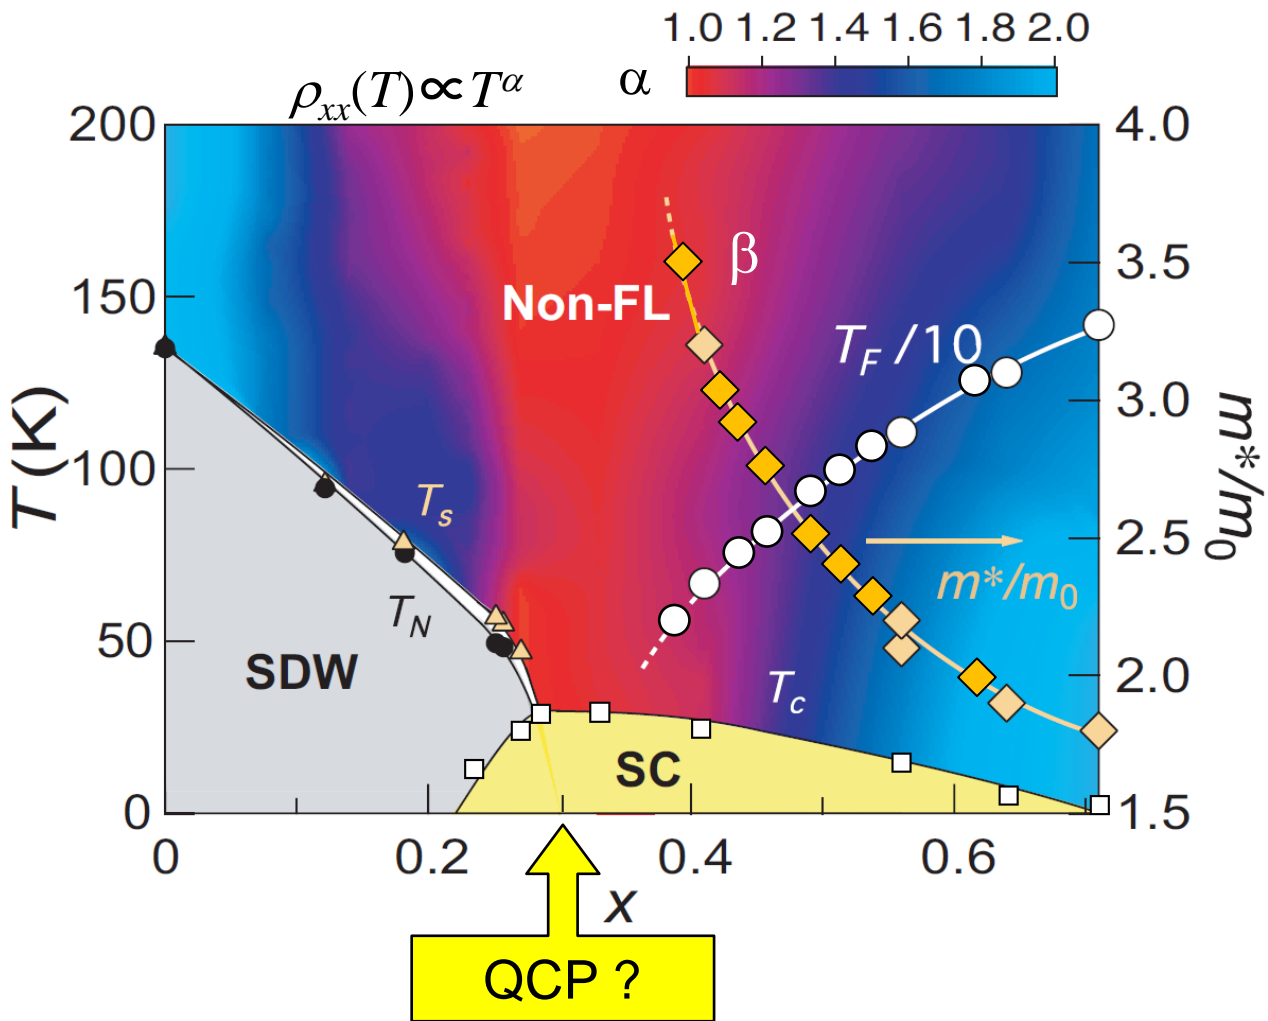 1.0 1.2 1.4 1.6 1.8 2.0
ρxx(T)∝Tα α
200 4.0
β
3.5
150
Non-FL
TF /10
3.0
T (K)
m*/m0
100
Ts
2.5
m*/m0
TN
50
SDW
2.0
Tc
SC
0 1.5
0 0.2 0.4 0.6
x
QCP ?